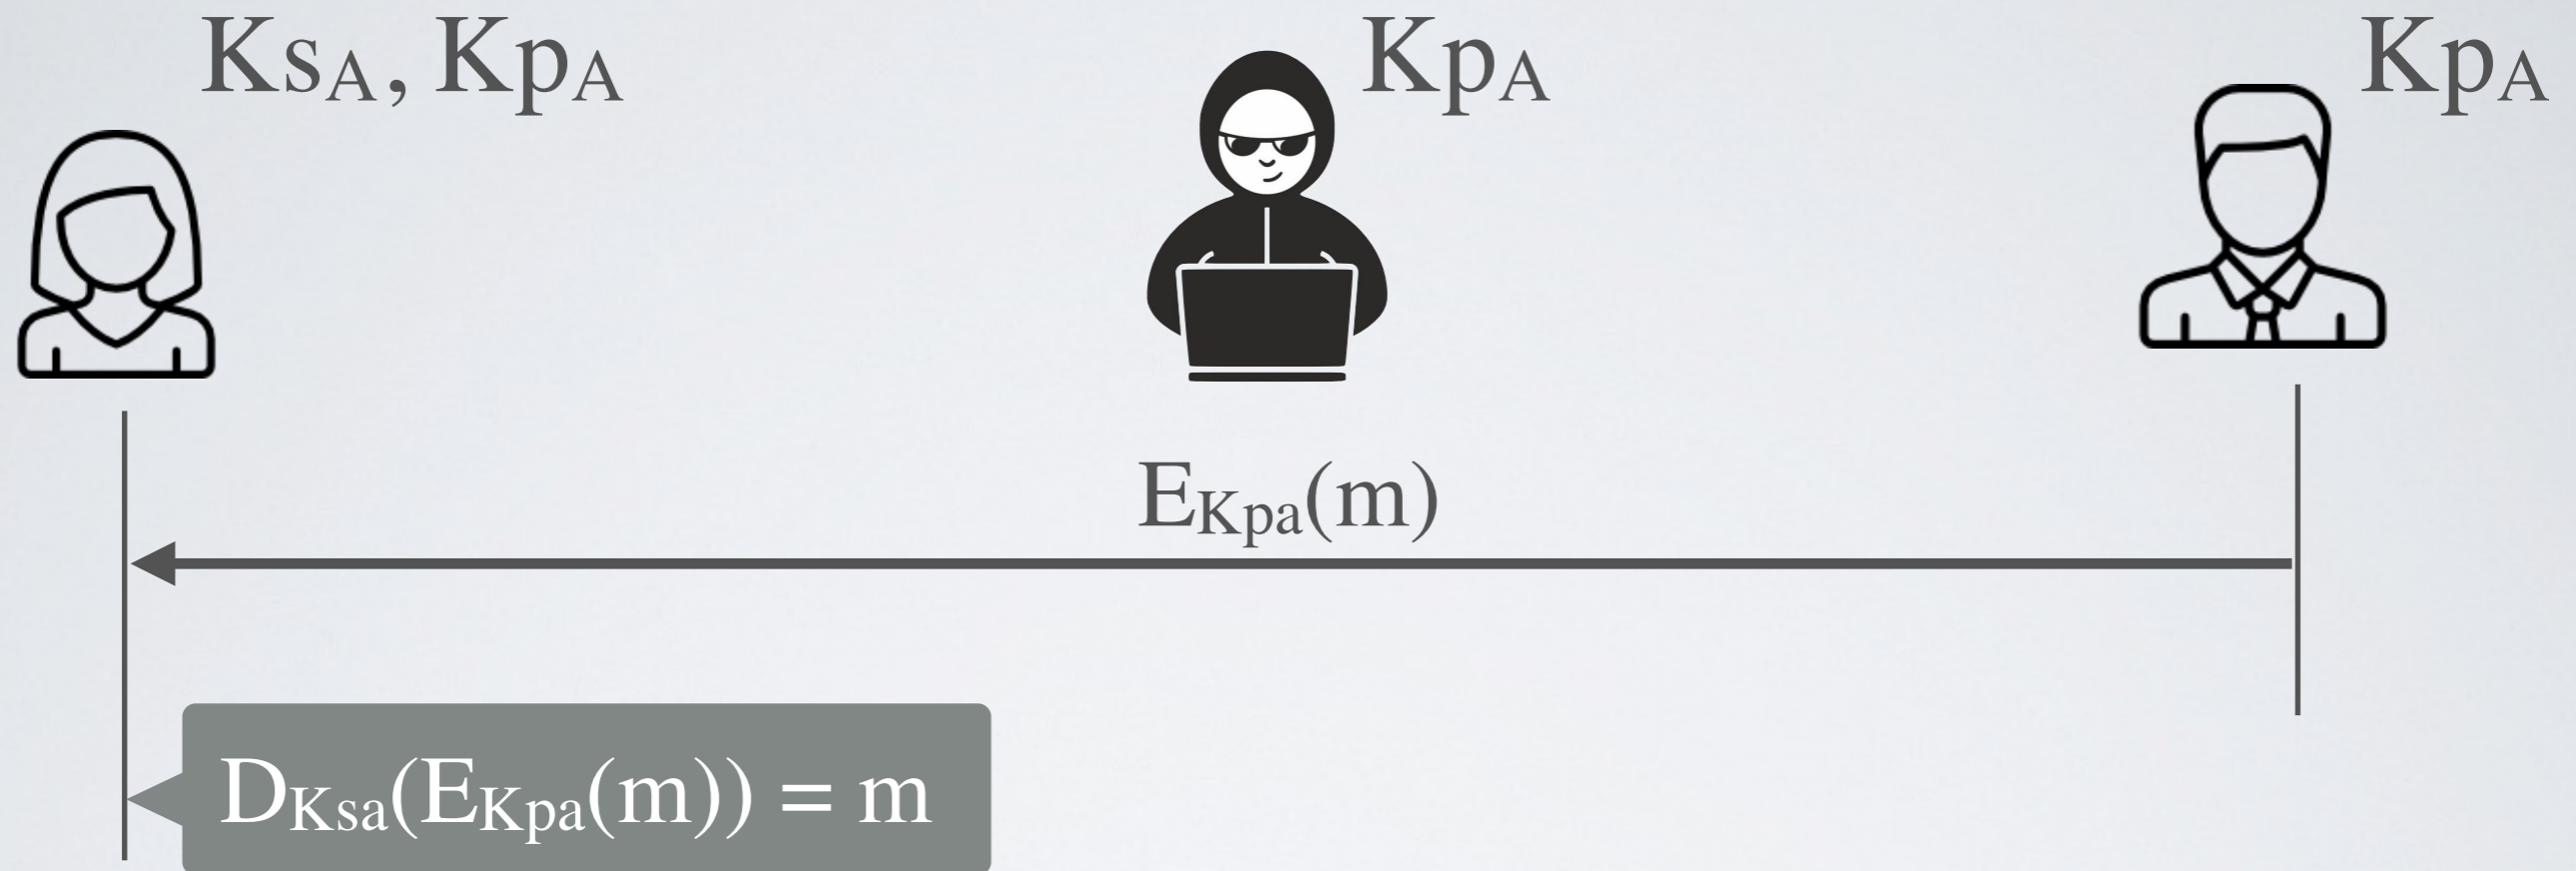 KsA, KpA
KpA
KpA
EKpa(m)
DKsa(EKpa(m)) = m